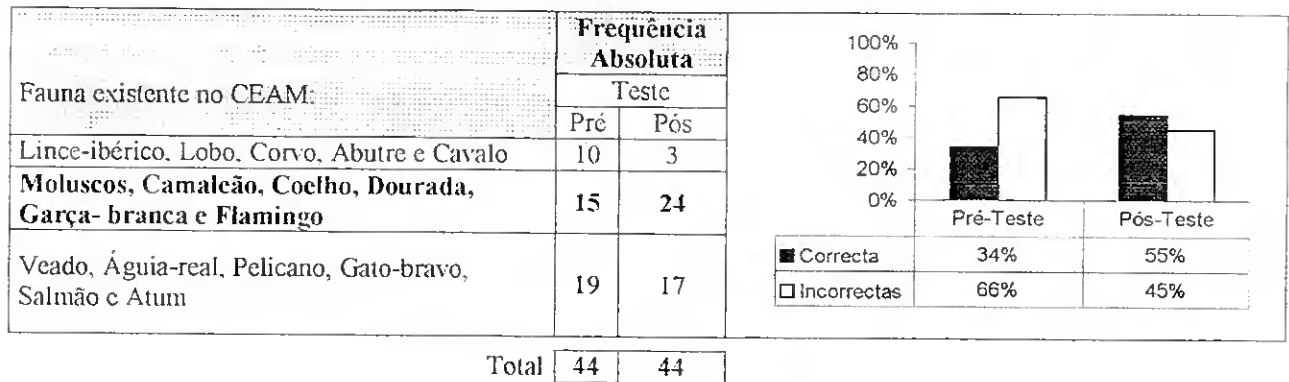 Frequência
Absoluta
Fauna existente no CEAM:
Teste
Pré Pós
Lince-ibérico, Lobo, Corvo, Abutre e Cavalo 10 3
Moluscos, Camaleão, Coelho, Dourada,
Garça- branca e Flamingo 15 24
Veado, Águia-real, Pelicano, Gato-bravo,
Salmão e Atum 19 17
Total 44 44
100%
80%
60%
40%
20%
0%
Pré-Teste Pós-Teste
Correcta 34% 55%
Incorrectas 66% 45%